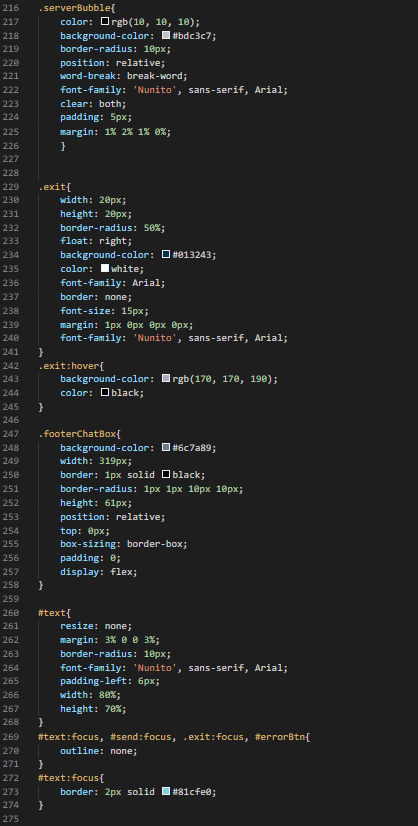 216 .serverBubble{
217 color: rgb(10, 10, 10);
218 background-color: #bdc3c7;
219 border-radius: 10px;
220 position: relative;
221 word-break: break-word;
222 font-family: 'Nunito', sans-serif, Arial;
223 clear: both;
224 padding: 5px;
225 margin: 1% 2% 1% 0%;
226 }
227
228
229 .exit{
230 width: 20px;
231 height: 20px;
232 border-radius: 50%;
233 float: right;
234 background-color: #013243;
235 color: white;
236 font-family: Arial;
237 border: none;
238 font-size: 15px;
239 margin: 1px 0px 0px 0px;
240 font-family: 'Nunito', sans-serif, Arial;
241 }
242 .exit:hover{
243 background-color: rgb(170, 170, 190);
244 color: black;
245 }
246
247 .footerChatBox{
248 background-color: #6c7a89;
249 width: 319px;
250 border: 1px solid black;
251 border-radius: 1px 1px 10px 10px;
252 height: 61px;
253 position: relative;
254 top: 0px;
255 box-sizing: border-box;
256 padding: 0;
257 display: flex;
258 }
259
260 #text{
261 resize: none;
262 margin: 3% 0 0 3%;
263 border-radius: 10px;
264 font-family: 'Nunito', sans-serif, Arial;
265 padding-left: 6px;
266 width: 80%;
267 height: 70%;
268 }
269 #text:focus, #send:focus, .exit:focus, #errorBtn{
270 outline: none;
271 }
272 #text:focus{
273 border: 2px solid #81cfe0;
274 }
275